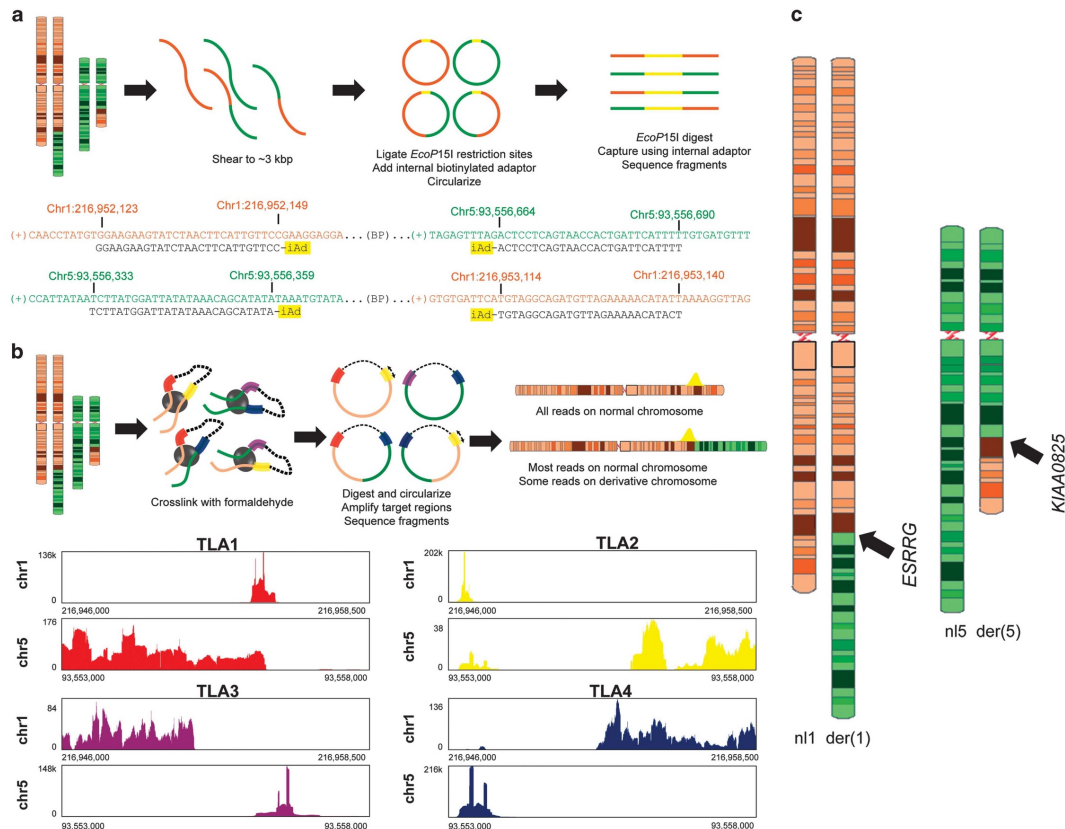 a
Shear to ~3 kbp
Ligate EcoP15I restriction sites
Add internal biotinylated adaptor
Circularize
EcoP15I digest
Capture using internal adaptor
Sequence fragments
Chr1:216,952,123
Chr1:216,952,149
Chr5:93,556,664
Chr5:93,556,690
(+)CAACCTATGTGGAAGAAGTATCTAACTTCATTGTTCCGAAGGAGGA...(BP)...(+)TAGAGTTTAGACTCCTCAGTAACCACTGATTCATTTTTGTGATGTTT
GGAAGAAGTATCTAACTTCATTGTTCC-iAd
iAd-ACTCCTCAGTAACCACTGATTCATTTT
Chr5:93,556,333
Chr5:93,556,359
Chr1:216,953,114
Chr1:216,953,140
(+)CCATTATAATCTTATGGATTATATAAACAGCATATATAAATGTATA...(BP)...(+)GTGTGATTCATGTAGGCAGATGTTAGAAAAACATATTAAAAGGTTAG
TCTTATGGATTATATAAACAGCATATA-iAd
iAd-TGTAGGCAGATGTTAGAAAAACATACT
b
Crosslink with formaldehyde
Digest and circularize
Amplify target regions
Sequence fragments
All reads on normal chromosome
Most reads on normal chromosome
Some reads on derivative chromosome
TLA1
chr1
136k
0
216,946,000
216,958,500
chr5
176
0
93,553,000
93,558,000
TLA2
202k
0
216,946,000
216,958,500
chr5
38
0
93,553,000
93,558,000
TLA3
chr1
84
0
216,946,000
216,958,500
chr5
148k
0
93,553,000
93,558,000
TLA4
chr1
136
0
216,946,000
216,958,500
chr5
216k
0
93,553,000
93,558,000
c
ESRRG
KIAA0825
nl1 der(1)
nl5 der(5)